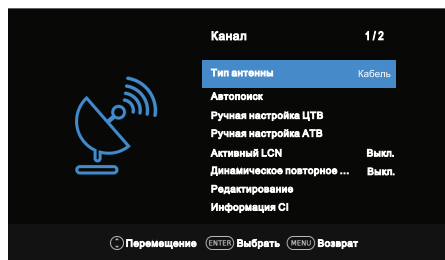 Канал 1/2
Тип антенны Кабель
Автопоиск
Ручная настройка ЦТВ
Ручная настройка АТВ
Активный LCN Выкл.
Динамическое повторное ... Выкл.
Редактирование
Информация CI
Перемещение ENTER Выбрать MENU Возврат